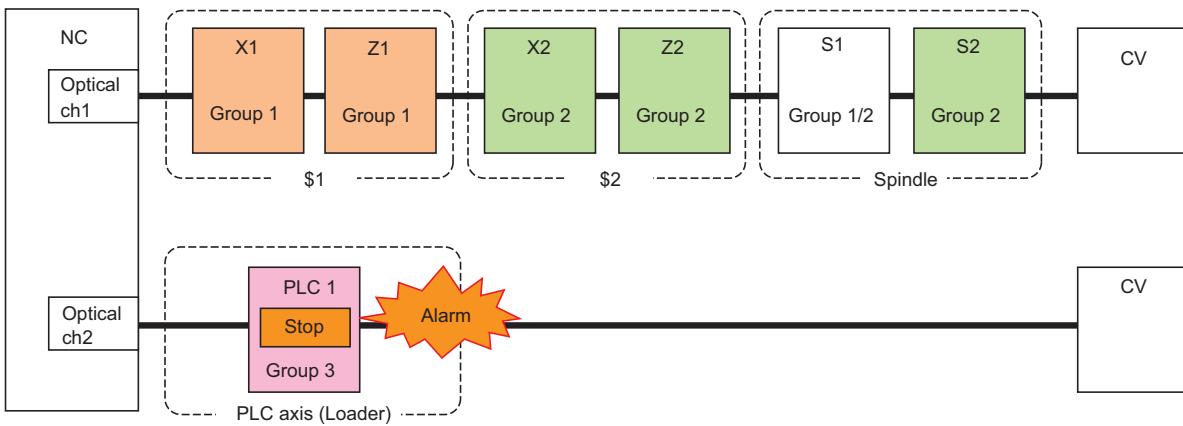 NC
Optical
ch1
X1
Group 1
Z1
Group 1
$1
X2
Group 2
Z2
Group 2
$2
S1
Group 1/2
S2
Group 2
Spindle
CV
Optical
ch2
PLC 1
Stop
Group 3
Alarm
PLC axis (Loader)
CV